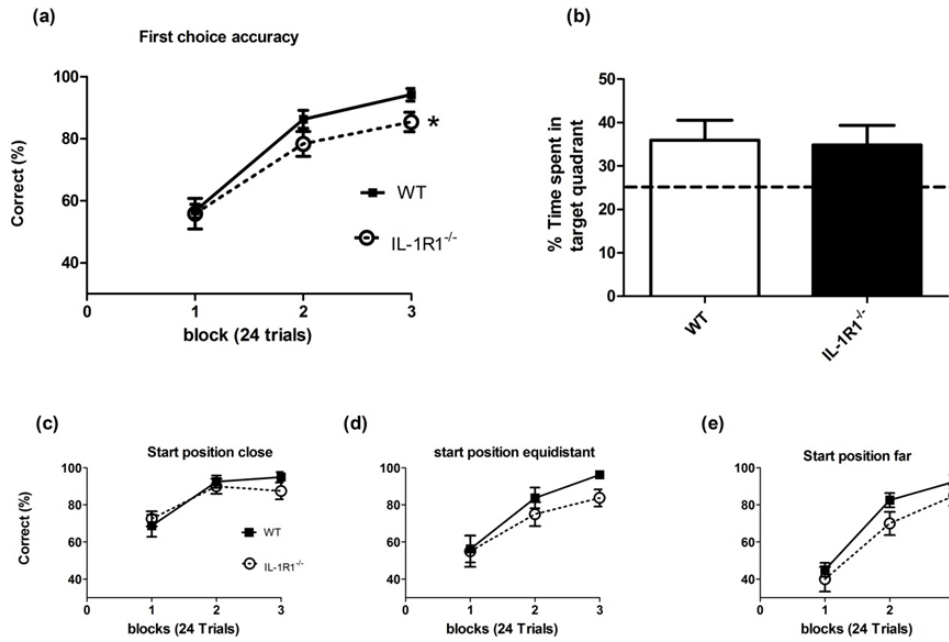 (a)
First choice accuracy
100
80
60
40
Correct (%)
WT
IL-1R1-/-
*
0
1
2
3
block (24 trials)
(b)
50
40
30
20
10
0
% Time spent in
target quadrant
WT
IL-1R1-/-
(c)
Start position close
100
80
60
40
Correct (%)
WT
IL-1R1-/-
0
1
2
3
blocks (24 Trials)
(d)
start position equidistant
100
80
60
40
0
1
2
3
blocks (24 Trials)
(e)
Start position far
100
80
60
40
0
1
2
blocks (24 Trials)